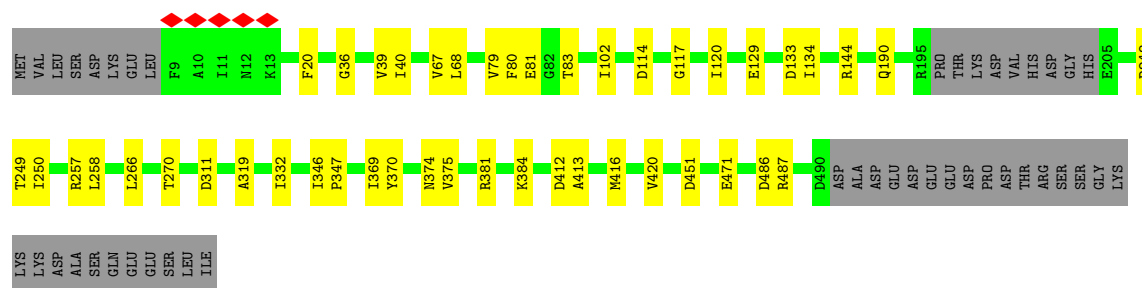 MET VAL LEU SER ASP LYS GLU LEU F9 A10 I11 N12 K13 F20 G36 V39 I40 V67 L68 V79 F80 E81 G82 T83 I102 D114 G117 I120 E129 D133 I134 R144 Q190 R195 PRO THR LYS ASP VAL HIS ASP GLY HIS E205
T249 I250 R257 L258 L266 T270 D311 A319 I332 I346 P347 I369 Y370 N374 V375 R381 K384 D412 A413 M416 V420 D451 E471 D486 R487 D490 ASP ALA ASP GLU ASP GLU GLU ASP PRO ASP THR ARG SER SER GLY LYS
LYS LYS ASP ALA SER GLN GLU GLU SER LEU ILE